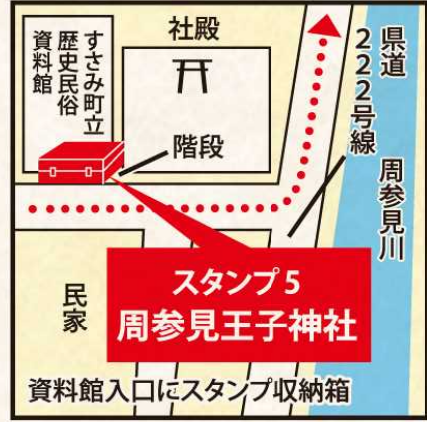 すさみ町立
歴史民俗
資料館
社殿
階段
県道
222号線
周参見川
民家
スタンプ5
周参見王子神社
資料館入口にスタンプ収納箱